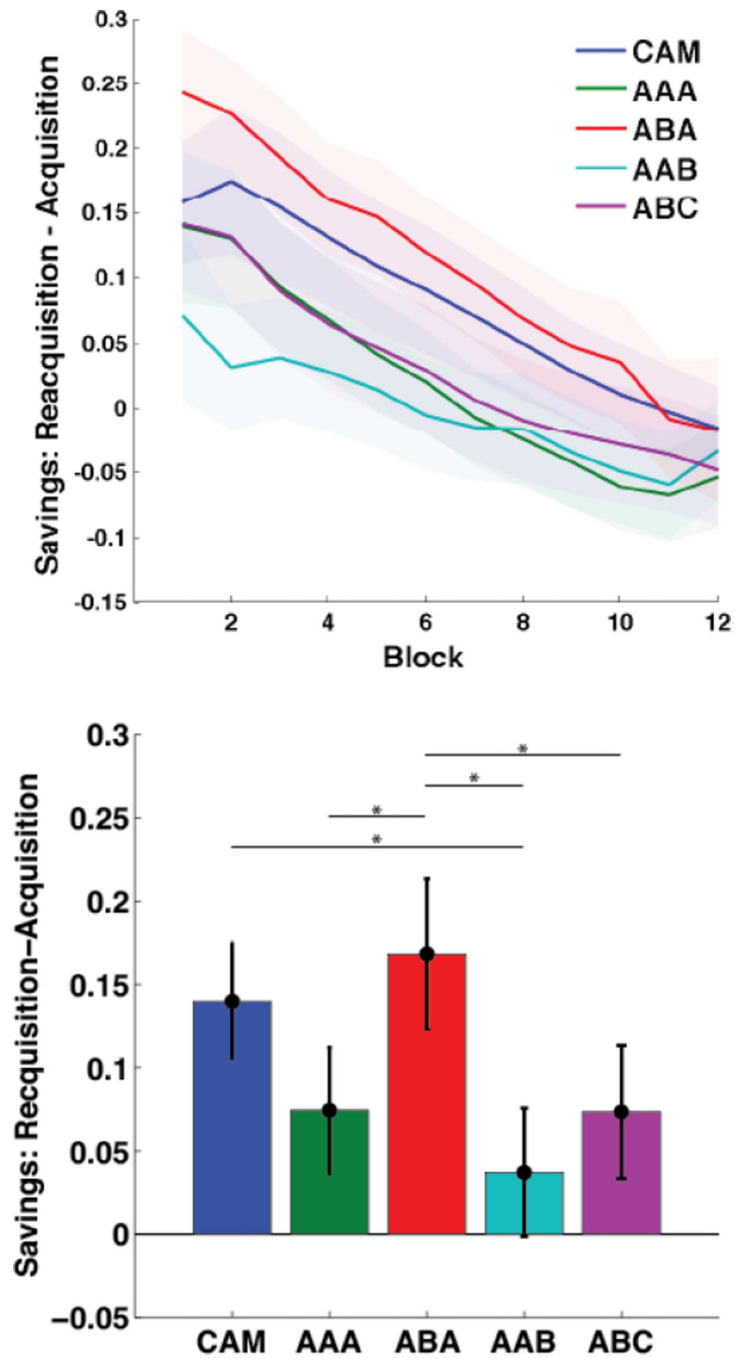 Savings: Reacquisition - Acquisition
0.3
0.25
0.2
0.15
0.1
0.05
0
-0.05
-0.1
-0.15
2 4 6 8 10 12
Block
CAM
AAA
ABA
AAB
ABC
Savings: Recquisition−Acquisition
0.3
0.25
0.2
0.15
0.1
0.05
0
−0.05
*
*
*
*
CAM AAA ABA AAB ABC